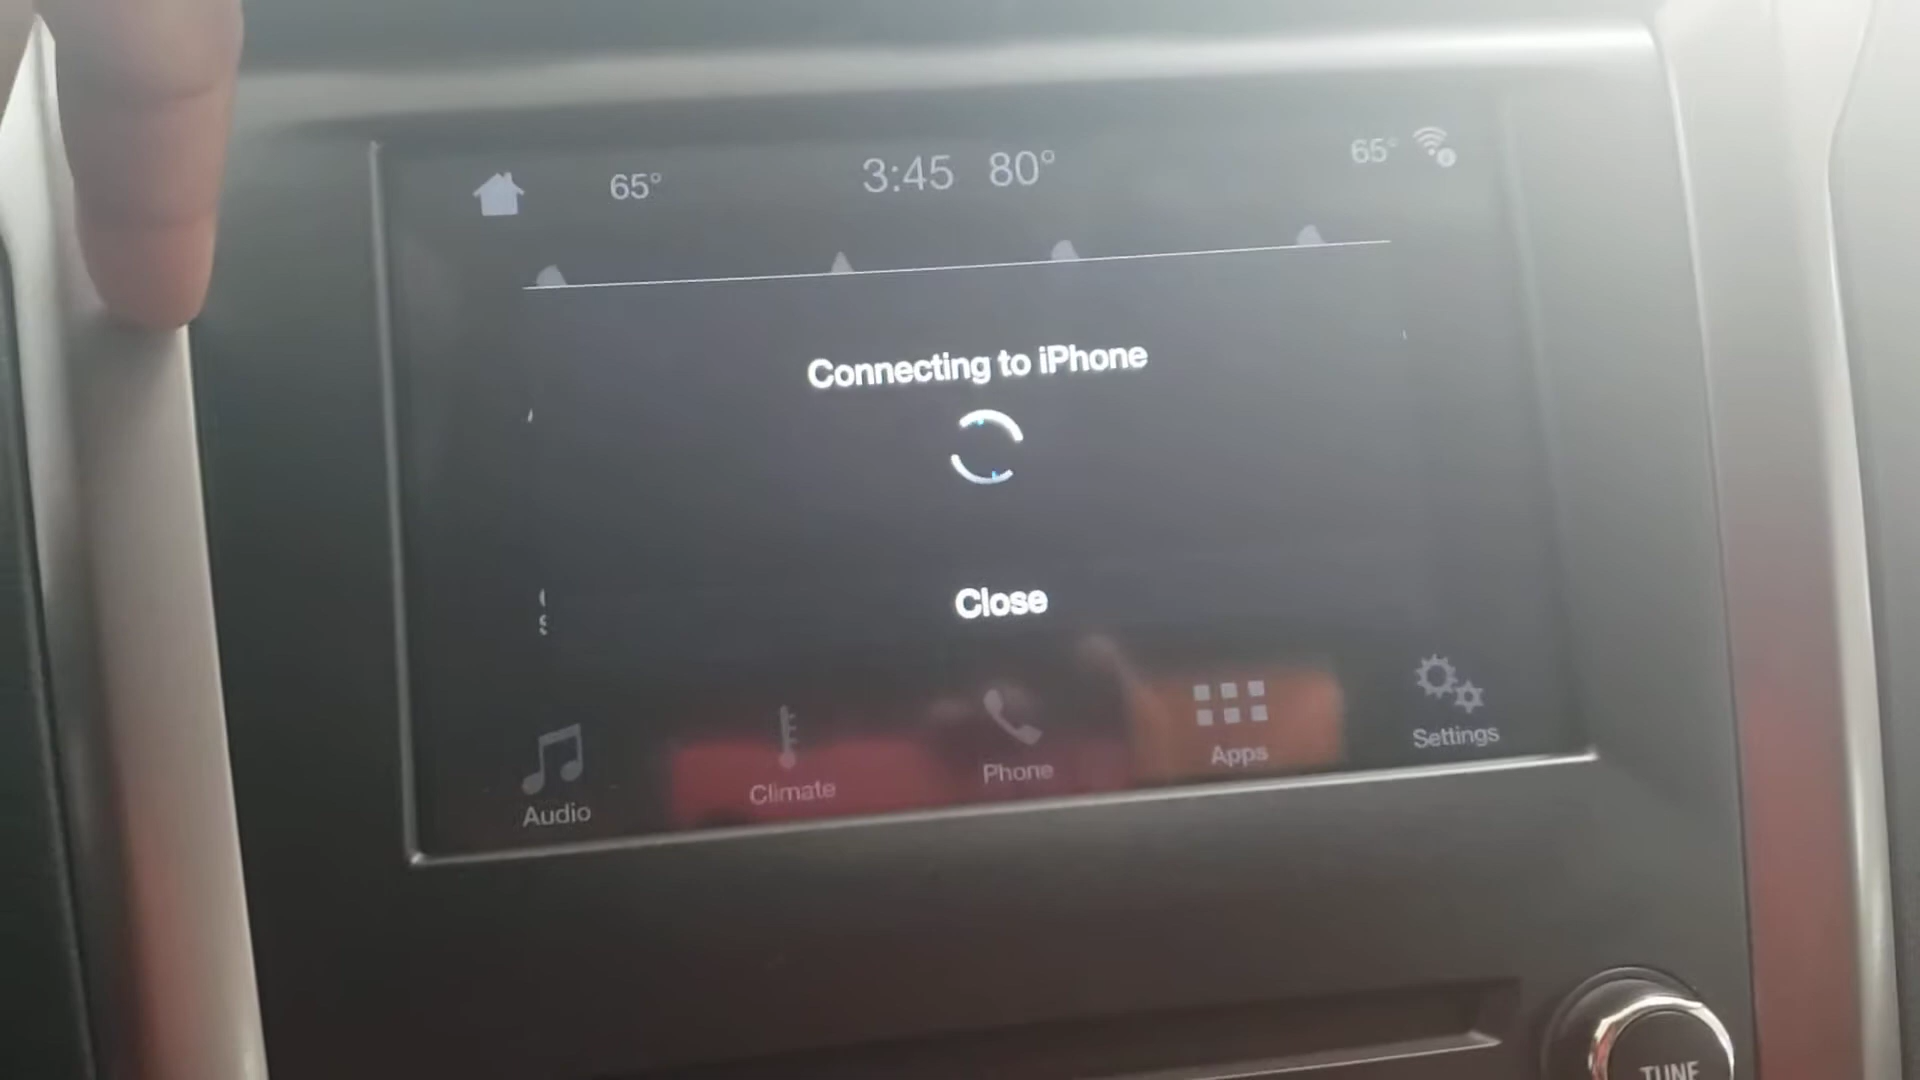 65° 3:45 80° 65°
Connecting to iPhone
Close
Audio Climate Phone Apps Settings
TUNE